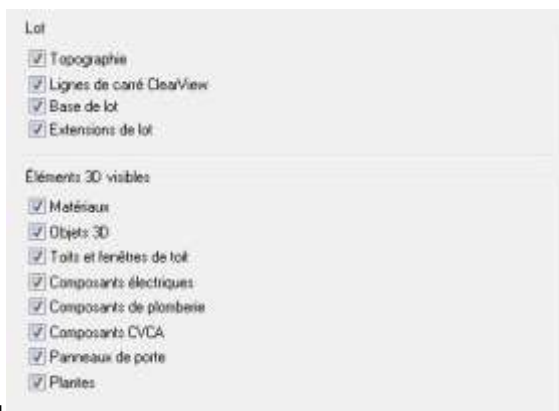 Lot
Topographie
Lignes de carré ClearView
Base de lot
Extensions de lot
Éléments 3D visibles
Matériaux
Objets 3D
Toits et fenêtres de toit
Composants électriques
Composants de plomberie
Composants CVCA
Panneaux de porte
Plantes